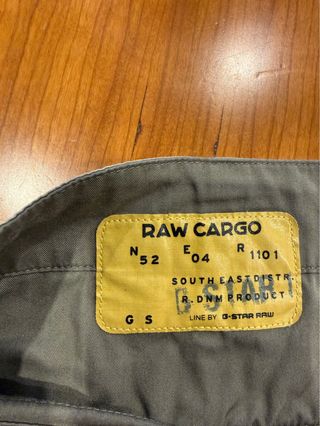 RAW CARGO
N 52 E 04 R 1101
SOUTH EAST DISTR.
G-STAR
R. DNM PRODUCT
G S LINE BY G-STAR RAW